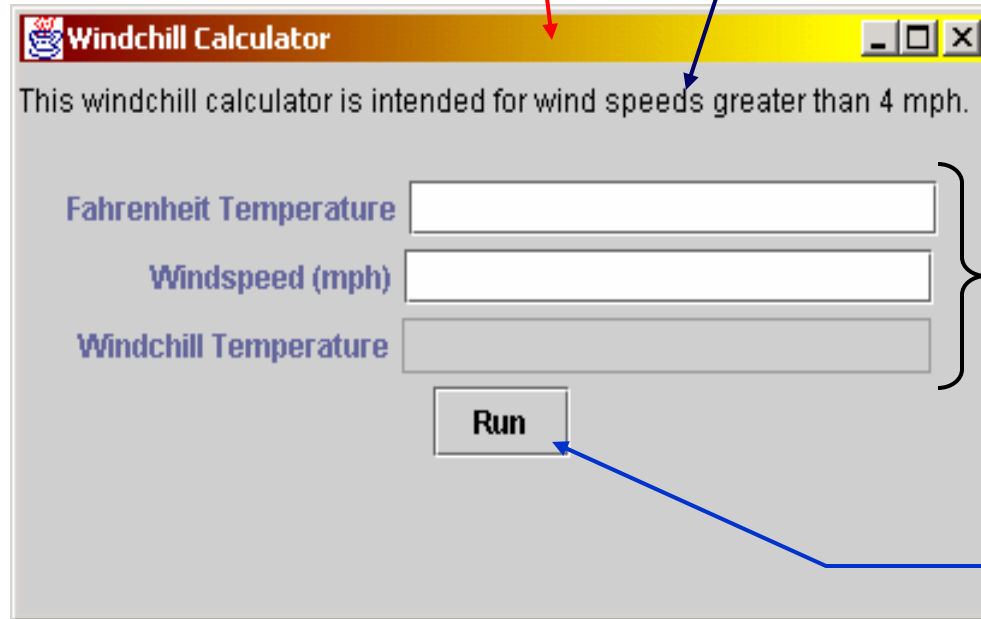 Windchill Calculator
This windchill calculator is intended for wind speeds greater than 4 mph.
Fahrenheit Temperature
Windspeed (mph)
Windchill Temperature
Run